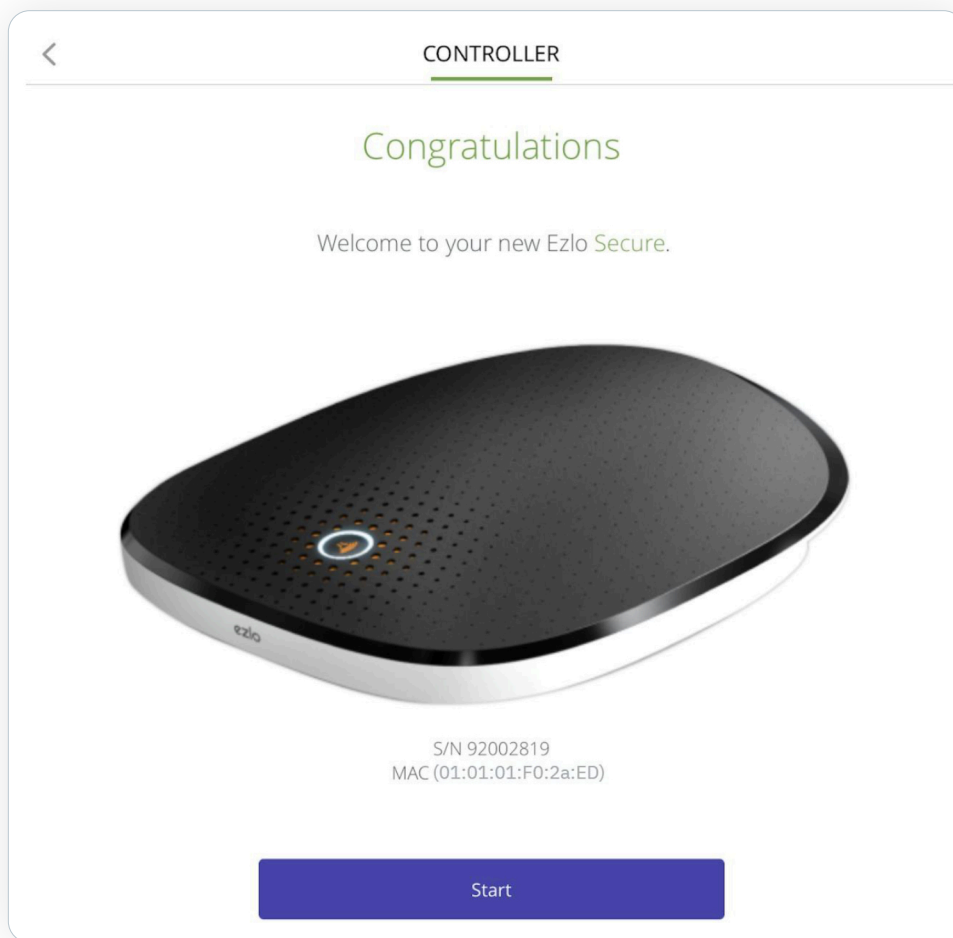 CONTROLLER
Congratulations
Welcome to your new Ezlo Secure.
ezlo
S/N 92002819
MAC (01:01:01:F0:2a:ED)
Start